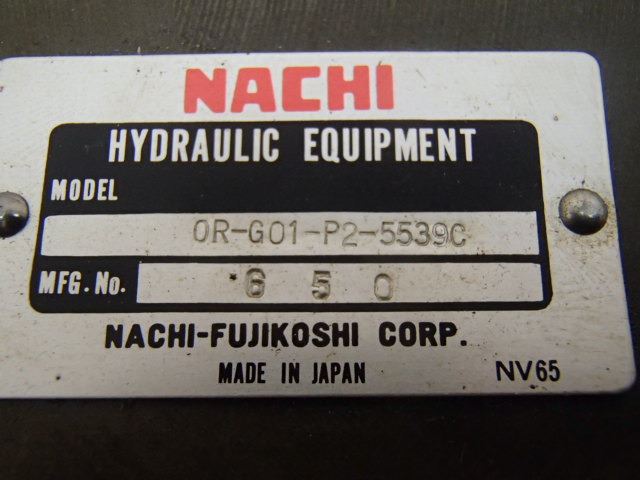 NACHI
HYDRAULIC EQUIPMENT
MODEL
OR-G01-P2-5539C
MFG. No. 6 5 0
NACHI-FUJIKOSHI CORP.
MADE IN JAPAN NV65